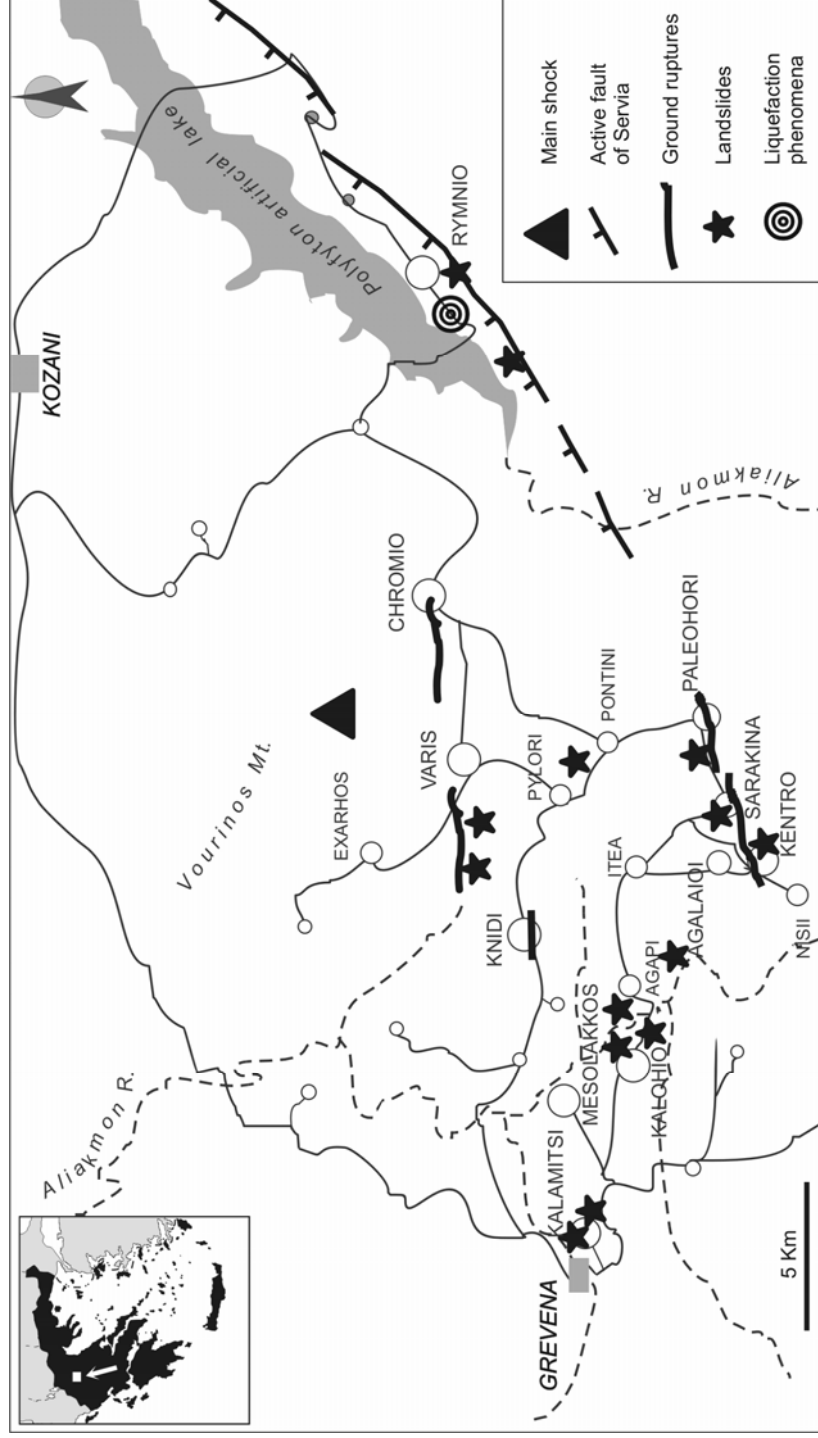 KOZANI
Polyfyton artificial lake
RYMNIO
Vourinos Mt.
EXARHOS
CHROMIO
VARIS
Aliakmon R.
Aliakmon R.
KNIDI
PYLORI
PONTINI
PALEOHORI
SARAKINA
KENTRO
ITEA
AGALAIOI
NISII
AGAPI
MESOLAKKOS
KALOHIO
KALAMITSI
GREVENA
5 Km
Main shock
Active fault
of Servia
Ground ruptures
Landslides
Liquefaction
phenomena